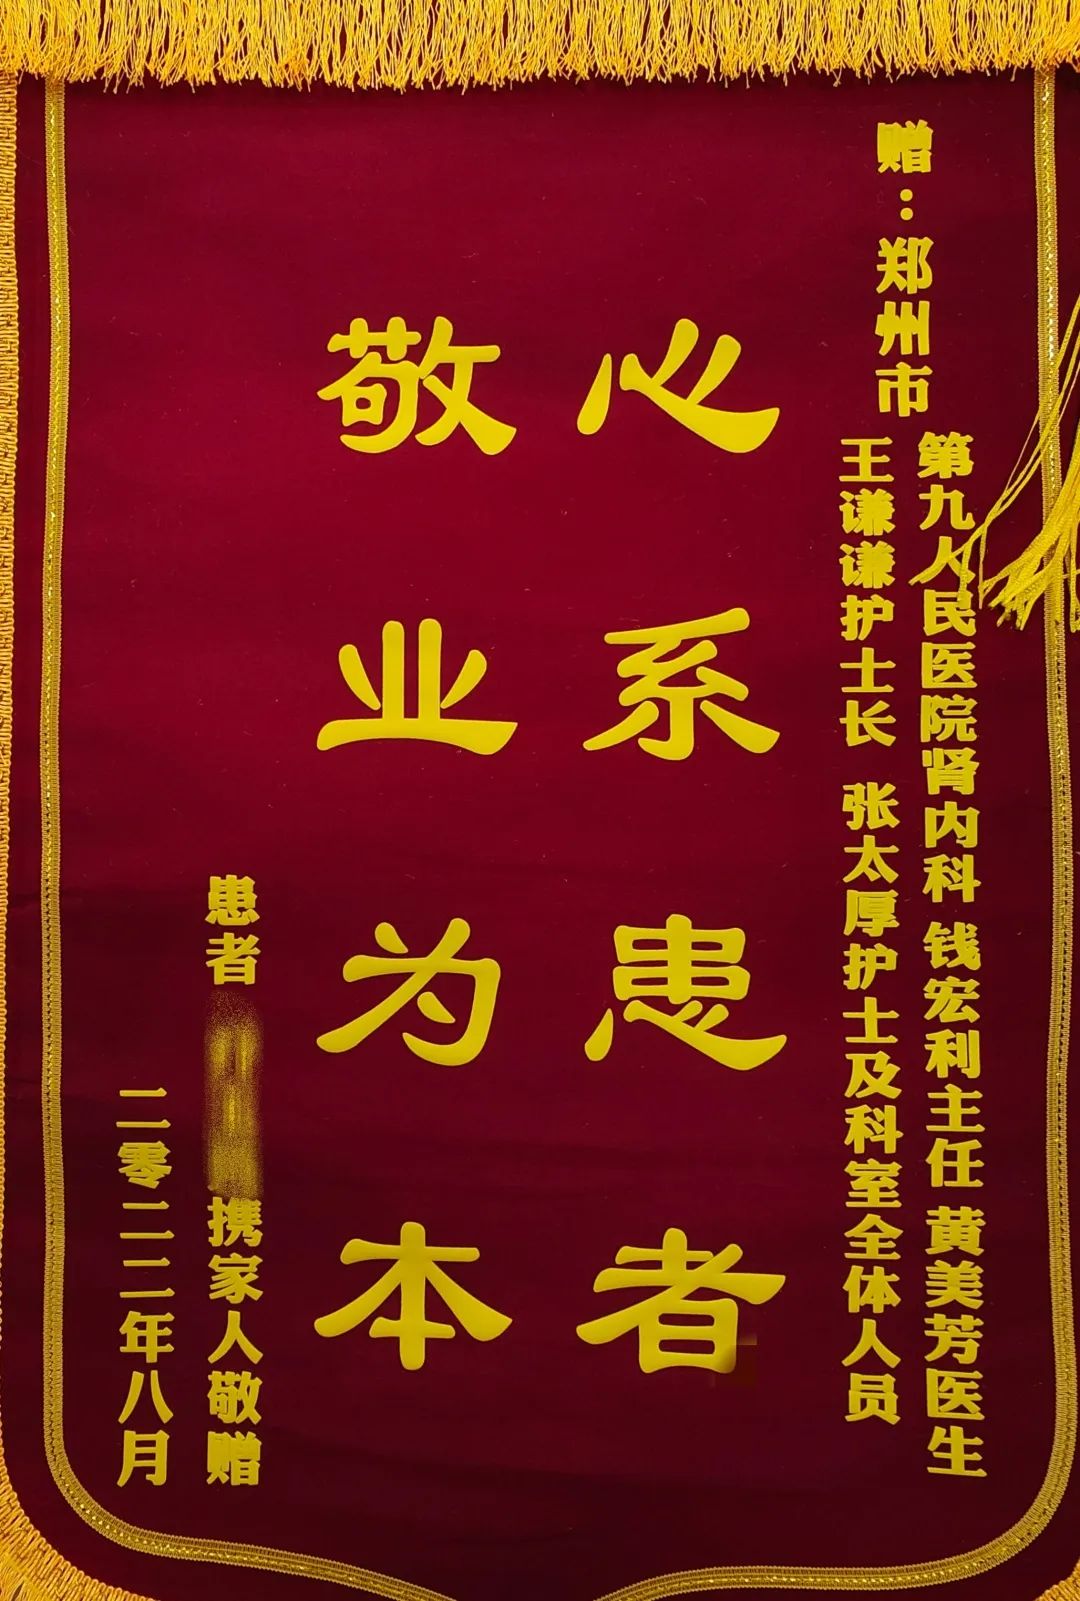 赠：郑州市
第九人民医院肾内科 钱宏利主任 黄美芳医生
王谦谦护士长 张太厚护士及科室全体人员
心系患者
敬业为本
患者 携家人敬赠
二零二二年八月